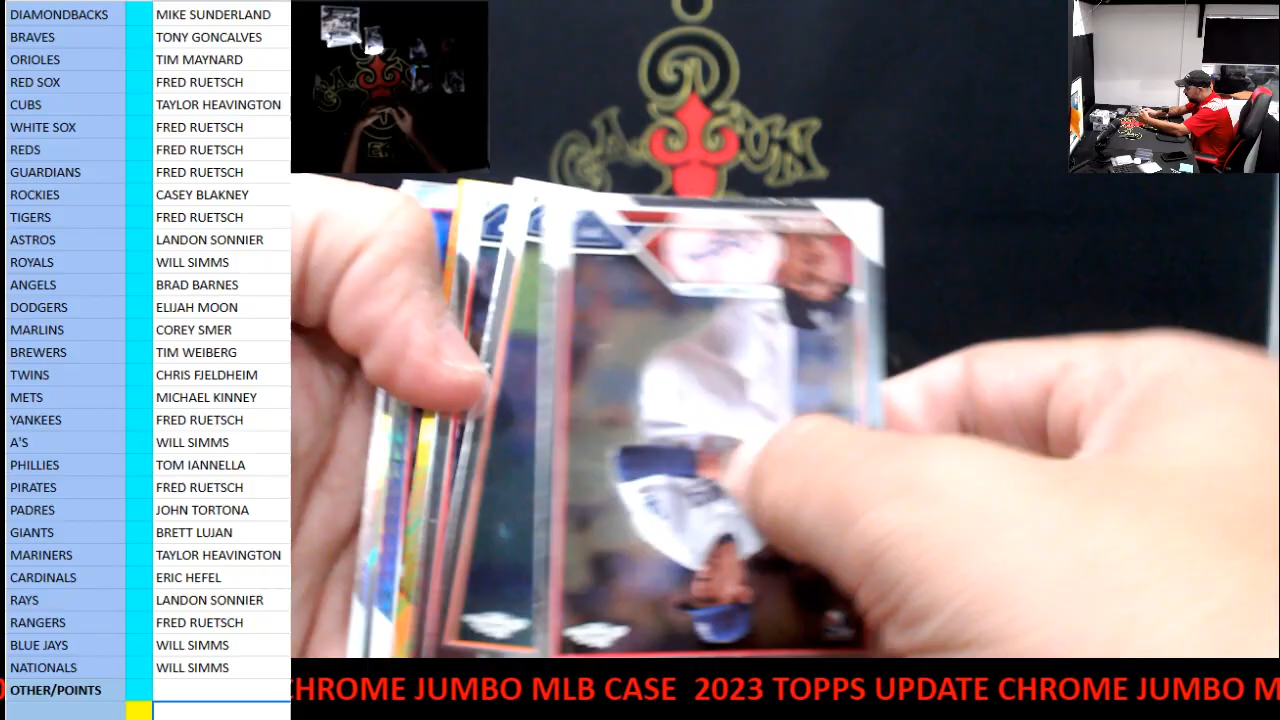 DIAMONDBACKS MIKE SUNDERLAND
BRAVES TONY GONCALVES
ORIOLES TIM MAYNARD
RED SOX FRED RUETSCH
CUBS TAYLOR HEAVINGTON
WHITE SOX FRED RUETSCH
REDS FRED RUETSCH
GUARDIANS FRED RUETSCH
ROCKIES CASEY BLAKNEY
TIGERS FRED RUETSCH
ASTROS LANDON SONNIER
ROYALS WILL SIMMS
ANGELS BRAD BARNES
DODGERS ELIJAH MOON
MARLINS COREY SMER
BREWERS TIM WEIBERG
TWINS CHRIS FJELDHEIM
METS MICHAEL KINNEY
YANKEES FRED RUETSCH
A'S WILL SIMMS
PHILLIES TOM IANNELLA
PIRATES FRED RUETSCH
PADRES JOHN TORTONA
GIANTS BRETT LUJAN
MARINERS TAYLOR HEAVINGTON
CARDINALS ERIC HEFEL
RAYS LANDON SONNIER
RANGERS FRED RUETSCH
BLUE JAYS WILL SIMMS
NATIONALS WILL SIMMS
OTHER/POINTS
CHROME JUMBO MLB CASE 2023 TOPPS UPDATE CHROME JUMBO M